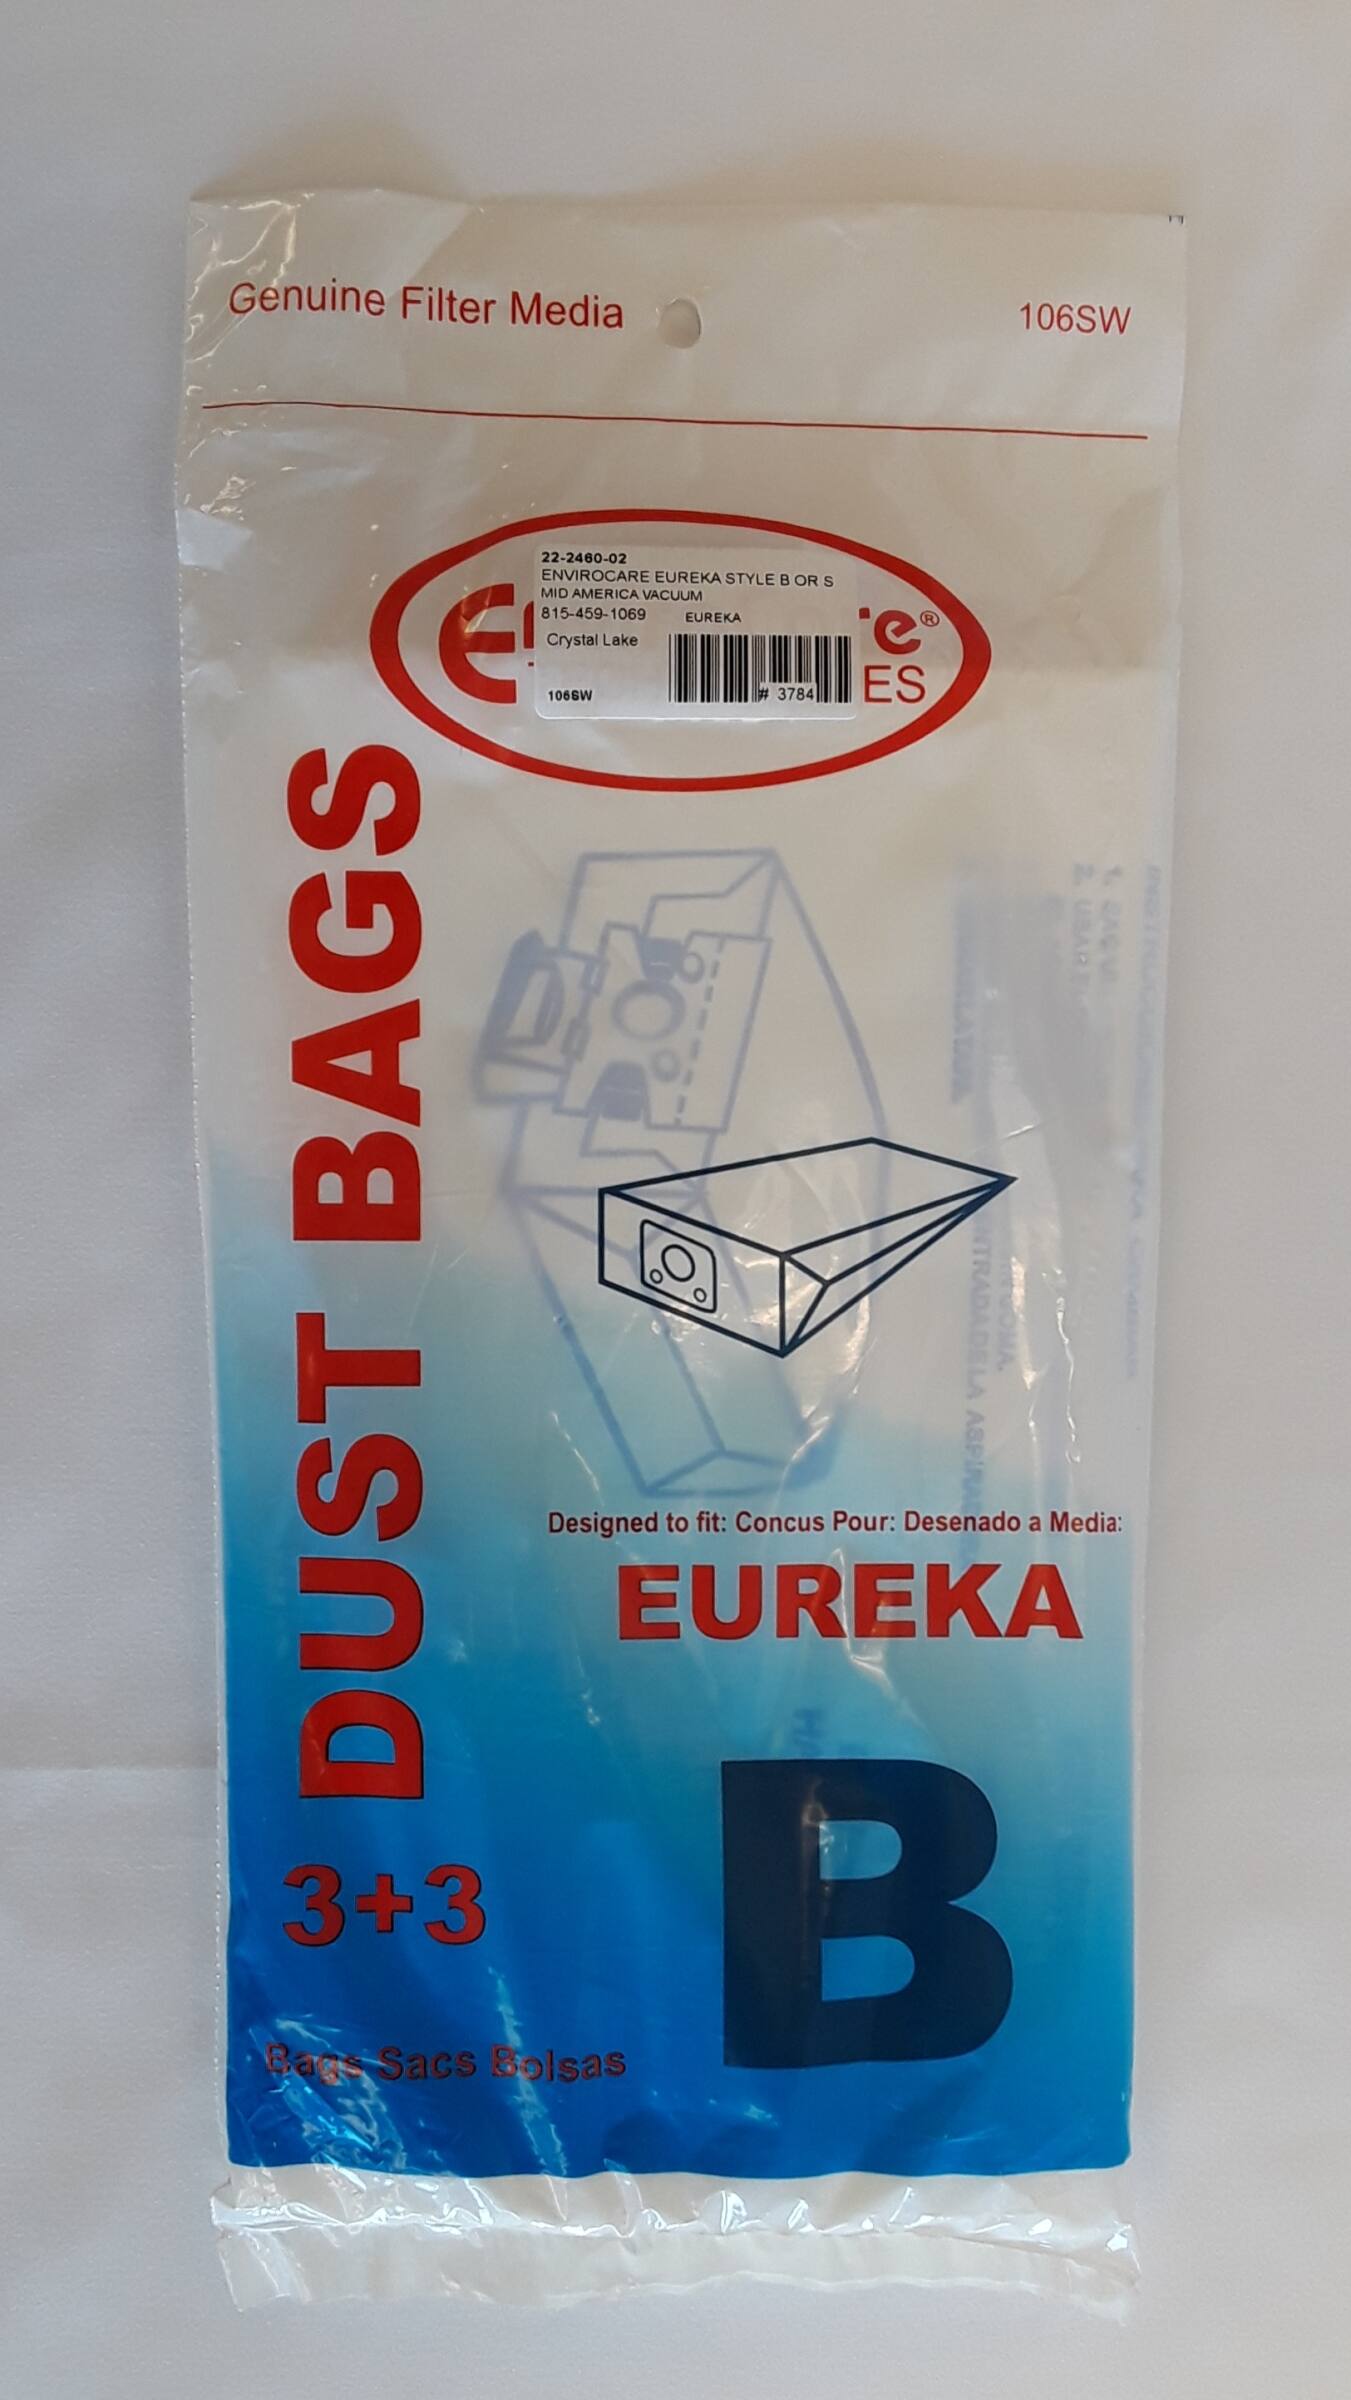 Genuine Filter Media
106SW
22-2460-02
ENVIROCARE EUREKA STYLE B OR S
MID AMERICA VACUUM
815-459-1069 EUREKA
Crystal Lake
106SW
# 3784
ES
DUST BAGS
Designed to fit: Concus Pour: Desenado a Media:
EUREKA
B
3+3
Bags Sacs Bolsas